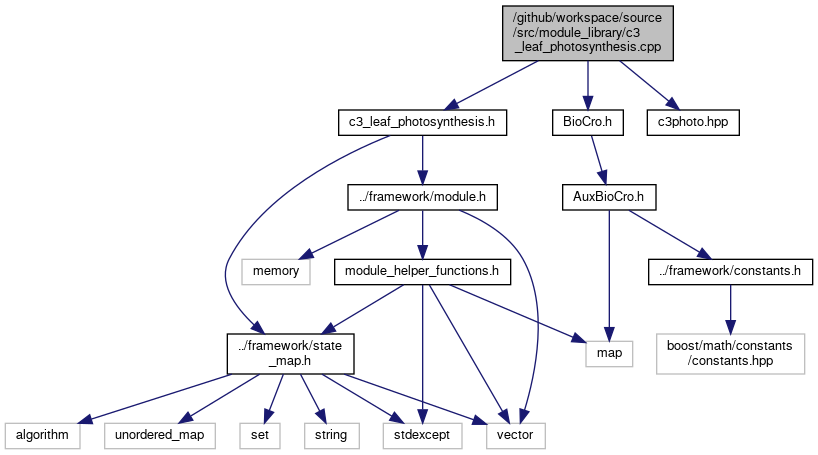 /github/workspace/source
/src/module_library/c3
_leaf_photosynthesis.cpp
c3_leaf_photosynthesis.h
BioCro.h
c3photo.hpp
../framework/module.h
AuxBioCro.h
memory
module_helper_functions.h
../framework/constants.h
../framework/state
_map.h
map
boost/math/constants
/constants.hpp
algorithm
unordered_map
set
string
stdexcept
vector